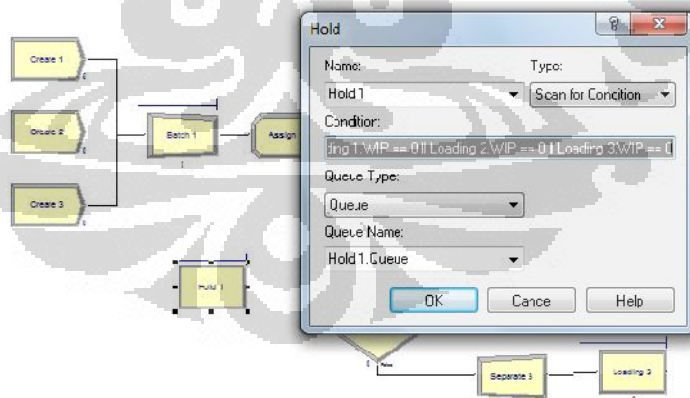 Create 1
Create 2
Create 3
Batch 1
Assign
Hold 1
Separate 3
Loading 3
Hold
Name:
Type:
Hold 1
Scan for Condition
Condition:
ding 1.WIP == 0 || Loading 2.WIP == 0 || Loading 3.WIP == 0
Queue Type:
Queue
Queue Name:
Hold 1.Queue
OK
Cance
Help